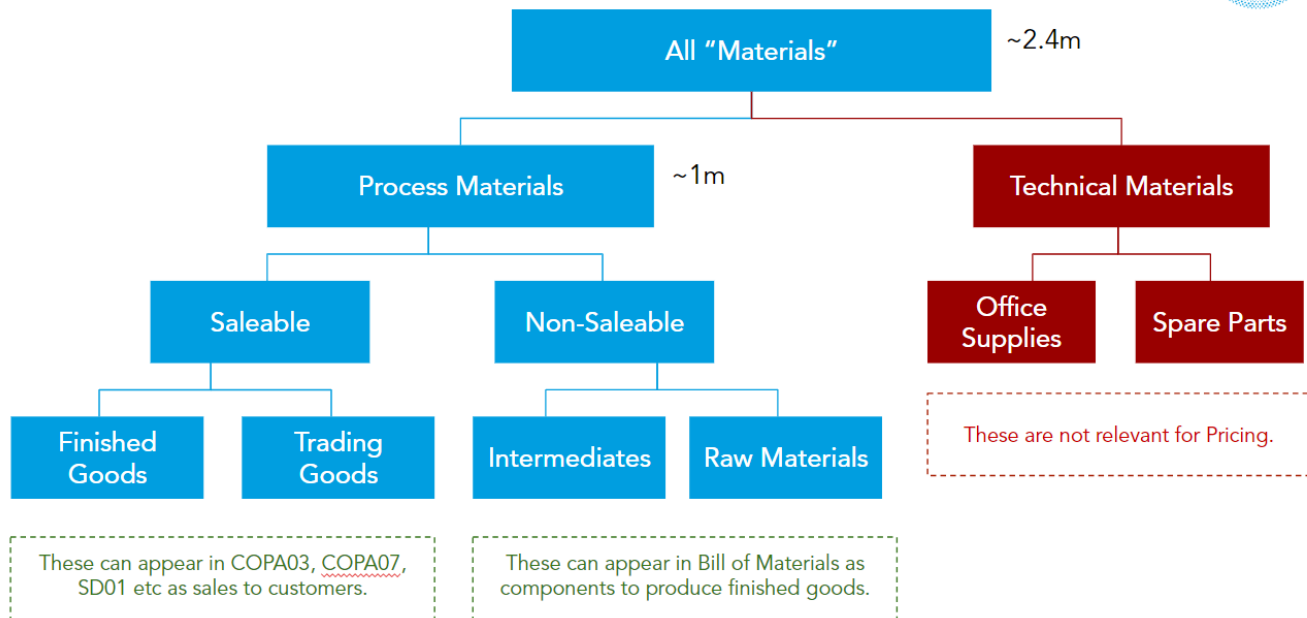 All “Materials”
~2.4m
Process Materials
~1m
Technical Materials
Saleable
Non-Saleable
Office
Supplies
Spare Parts
Finished
Goods
Trading
Goods
Intermediates
Raw Materials
These are not relevant for Pricing.
These can appear in COPA03, COPA07,
SD01 etc as sales to customers.
These can appear in Bill of Materials as
components to produce finished goods.